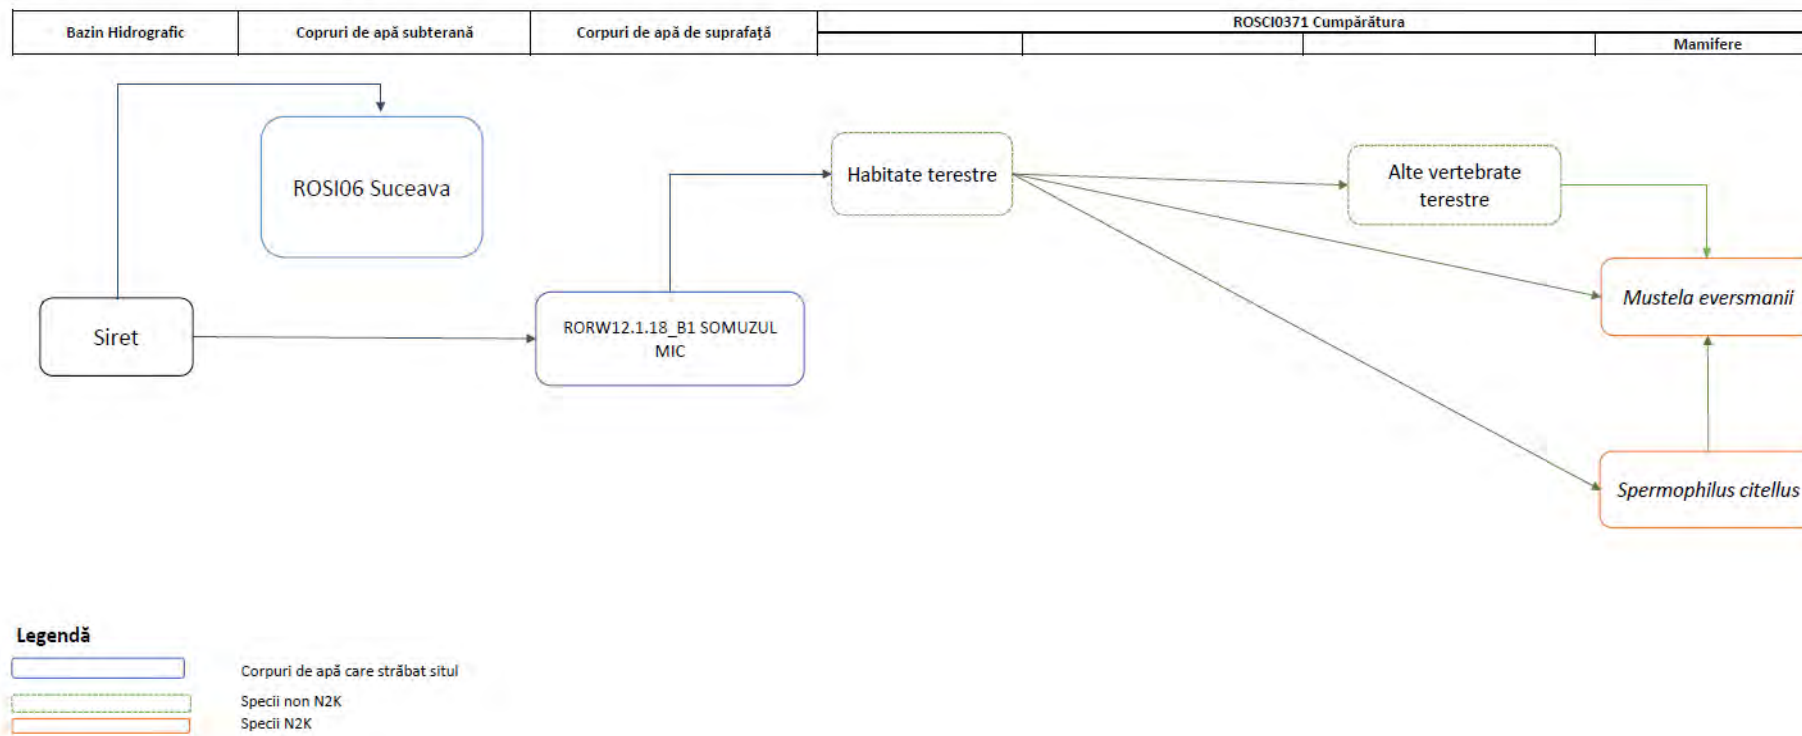 Bazin Hidrografic
Copruri de apă subterană
Corpuri de apă de suprafață
ROSCI0371 Cumpărătura
Mamifere
ROSI06 Suceava
Habitate terestre
Alte vertebrate
terestre
Mustela eversmanii
Siret
RORW12.1.18_B1 SOMUZUL
MIC
Spermophilus citellus
Legendă
Corpuri de apă care străbat situl
Specii non N2K
Specii N2K